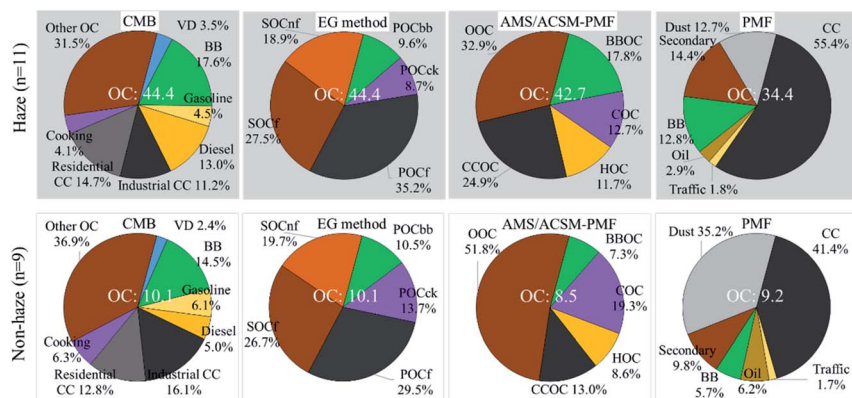 Haze (n=11)
CMB
Other OC
31.5%
VD 3.5%
BB
17.6%
Gasoline
4.5%
Diesel
13.0%
Industrial CC 11.2%
Residential
CC 14.7%
Cooking
4.1%
OC: 44.4
EG method
SOCnf
18.9%
POCbb
9.6%
POCck
8.7%
POCf
35.2%
SOCf
27.5%
OC: 44.4
AMS/ACSM-PMF
OOC
32.9%
BBOC
17.8%
COC
12.7%
HOC
11.7%
CCOC
24.9%
OC: 42.7
PMF
Dust 12.7%
Secondary
14.4%
CC
55.4%
BB
12.8%
Oil
2.9%
Traffic 1.8%
OC: 34.4
Non-haze (n=9)
CMB
Other OC
36.9%
VD 2.4%
BB
14.5%
Gasoline
6.1%
Diesel
5.0%
Industrial CC
16.1%
Residential
CC 12.8%
Cooking
6.3%
OC: 10.1
EG method
SOCnf
19.7%
POCbb
10.5%
POCck
13.7%
POCf
29.5%
SOCf
26.7%
OC: 10.1
AMS/ACSM-PMF
OOC
51.8%
BBOC
7.3%
COC
19.3%
HOC
8.6%
CCOC 13.0%
OC: 8.5
PMF
Dust 35.2%
CC
41.4%
Secondary
9.8%
BB
5.7%
Oil
6.2%
Traffic
1.7%
OC: 9.2